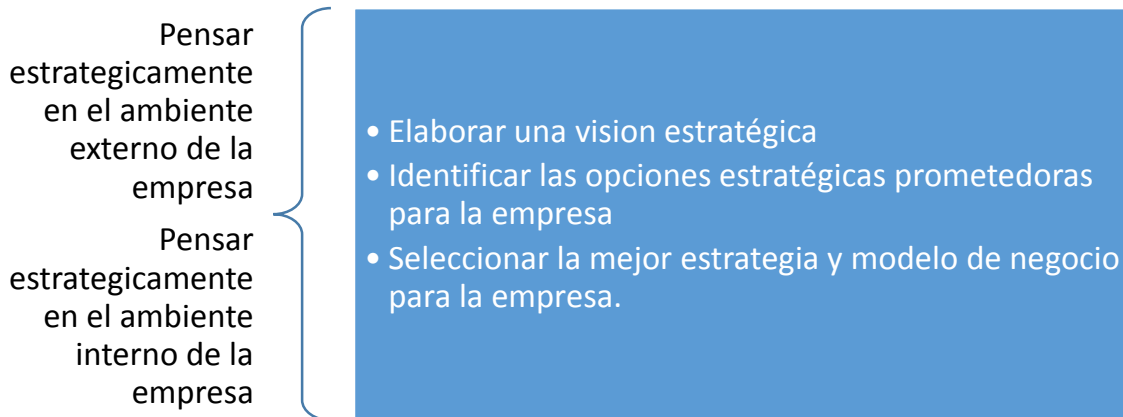 Pensar
estrategicamente
en el ambiente
externo de la
empresa
Pensar
estrategicamente
en el ambiente
interno de la
empresa
• Elaborar una vision estratégica
• Identificar las opciones estratégicas prometedoras
para la empresa
• Seleccionar la mejor estrategia y modelo de negocio
para la empresa.